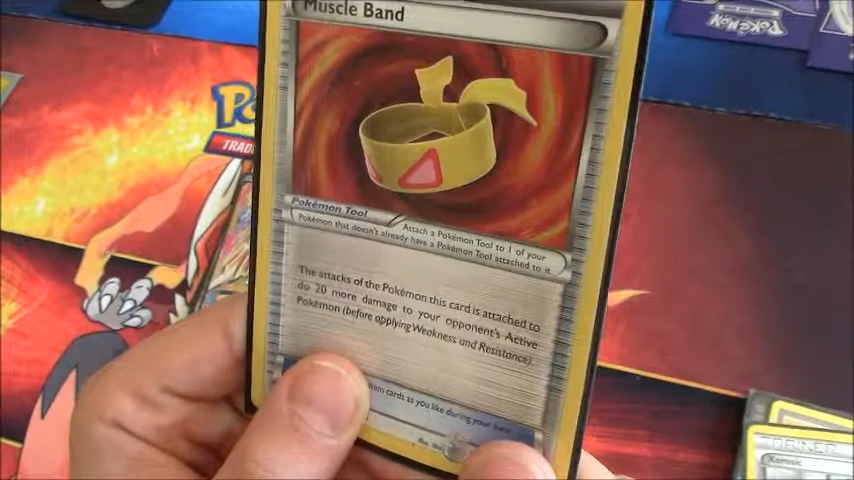 Muscle Band
Pokémon
Pokémon Tool
Attach a Pokémon Tool to 1 of your
Pokémon that doesn't already have a Pokémon Tool attached to it.
The attacks of the Pokémon this card is attached to
do 20 more damage to your opponent's Active
Pokémon (before applying Weakness and Resistance).
cards as you like during your
TRAINER
Xerosic